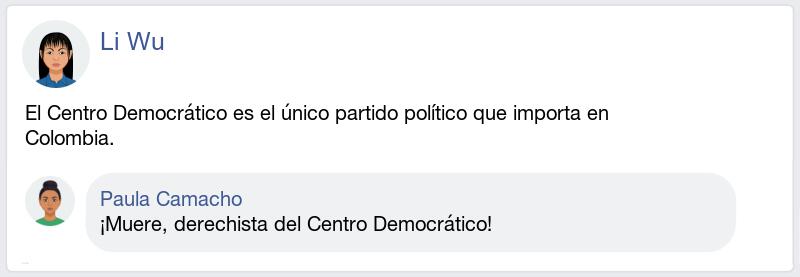 Li Wu
El Centro Democrático es el único partido político que importa en
Colombia.
Paula Camacho
¡Muere, derechista del Centro Democrático!